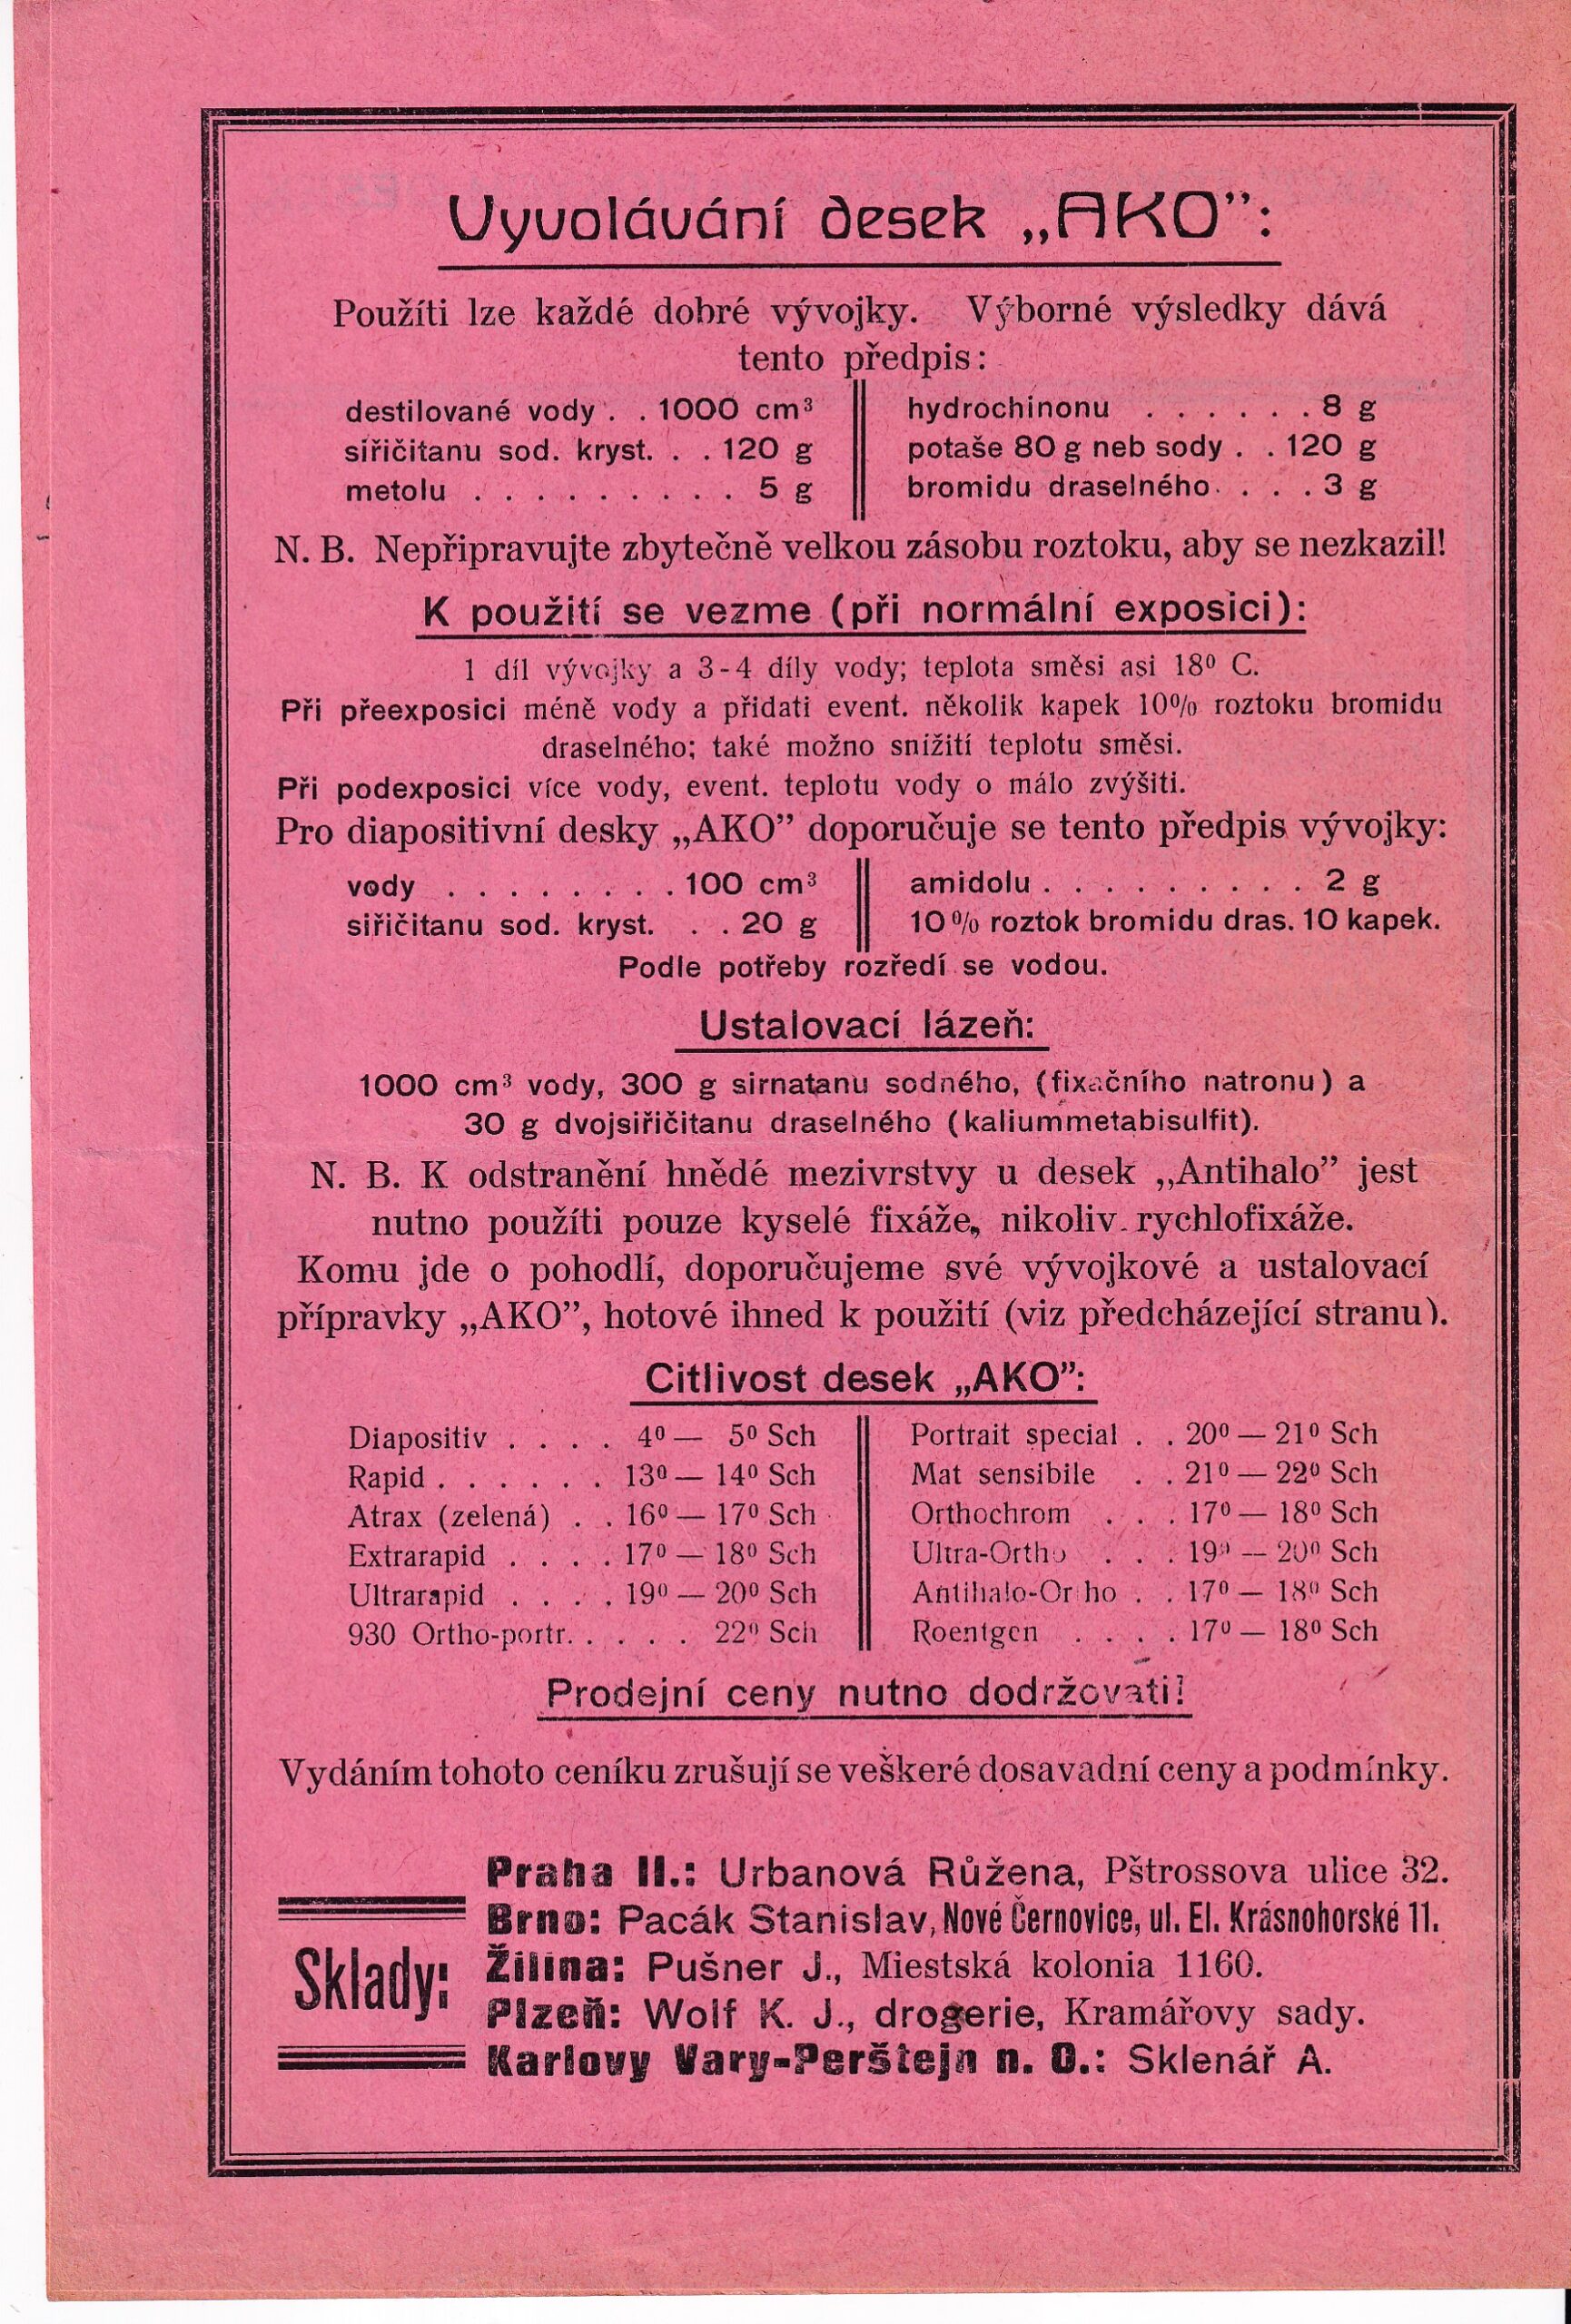 Vyvolávání desek „AKO”:
Použíti lze každé dobré vývojky. Výborné výsledky dává
tento předpis:
destilované vody . . 1000 cm³
siřičitanu sod. kryst. . . 120 g
metolu . . . . . . . . . 5 g
hydrochinonu . . . . . . 8 g
potaše 80 g neb sody . . 120 g
bromidu draselného . . . . 3 g
N. B. Nepřipravujte zbytečně velkou zásobu roztoku, aby se nezkazil!
K použití se vezme (při normální exposici):
1 díl vývojky a 3-4 díly vody; teplota směsi asi 18⁰ C.
Při přeexposici méně vody a přidati event. několik kapek 10% roztoku bromidu
draselného; také možno snížití teplotu směsi.
Při podexposici více vody, event. teplotu vody o málo zvýšiti.
Pro diapositivní desky „AKO” doporučuje se tento předpis vývojky:
vody . . . . . . . . 100 cm³
siřičitanu sod. kryst. . . 20 g
amidolu . . . . . . . . . 2 g
10% roztok bromidu dras. 10 kapek.
Podle potřeby rozředí se vodou.
Ustalovací lázeň:
1000 cm³ vody, 300 g sirnatanu sodného, (fixačního natronu) a
30 g dvojsiřičitanu draselného (kaliummetabisulfit).
N. B. K odstranění hnědé mezivrstvy u desek „Antihalo” jest
nutno použíti pouze kyselé fixáže, nikoliv rychlofixáže.
Komu jde o pohodlí, doporučujeme své vývojkové a ustalovací
přípravky „AKO”, hotové ihned k použití (viz předcházející stranu).
Citlivost desek „AKO”:
Diapositiv . . . . 4⁰ — 5⁰ Sch
Rapid . . . . . . 13⁰ — 14⁰ Sch
Atrax (zelená) . . 16⁰ — 17⁰ Sch
Extrarapid . . . . 17⁰ — 18⁰ Sch
Ultrarapid . . . . 19⁰ — 20⁰ Sch
930 Ortho-portr. . . . . 22⁰ Sch
Portrait special . . 20⁰ — 21⁰ Sch
Mat sensibile . . 21⁰ — 22⁰ Sch
Orthochrom . . . 17⁰ — 18⁰ Sch
Ultra-Ortho . . . 19⁰ — 20⁰ Sch
Antihalo-Ortho . . 17⁰ — 18⁰ Sch
Roentgen . . . . 17⁰ — 18⁰ Sch
Prodejní ceny nutno dodržovati!
Vydáním tohoto ceníku zrušují se veškeré dosavadní ceny a podmínky.
Sklady:
Praha II.: Urbanová Růžena, Pštrossova ulice 32.
Brno: Pacák Stanislav, Nové Černovice, ul. El. Krásnohorské 11.
Žilina: Pušner J., Miestská kolonia 1160.
Plzeň: Wolf K. J., drogerie, Kramářovy sady.
Karlovy Vary-Perštejn n. O.: Sklenář A.